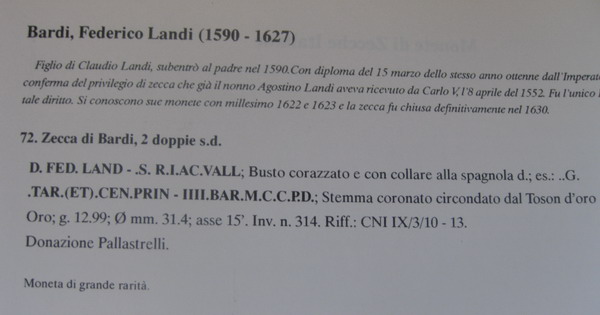 Bardi, Federico Landi (1590 - 1627)
Figlio di Claudio Landi, subentrò al padre nel 1590.Con diploma del 15 marzo dello stesso anno ottenne dall'Imperat
conferma del privilegio di zecca che già il nonno Agostino Landi aveva ricevuto da Carlo V,l'8 aprile del 1552. Fu l'unico
tale diritto. Si conoscono sue monete con millesimo 1622 e 1623 e la zecca fu chiusa definitivamente nel 1630.
72. Zecca di Bardi, 2 doppie s.d.
D. FED. LAND - .S. R.I.AC.VALL; Busto corazzato e con collare alla spagnola d.; es.: ..G.
.TAR.(ET).CEN.PRIN - IIII.BAR.M.C.C.P.D.; Stemma coronato circondato dal Toson d'oro
Oro; g. 12.99; Ø mm. 31.4; asse 15°. Inv. n. 314. Riff.: CNI IX/3/10 - 13.
Donazione Pallastrelli.
Moneta di grande rarità.